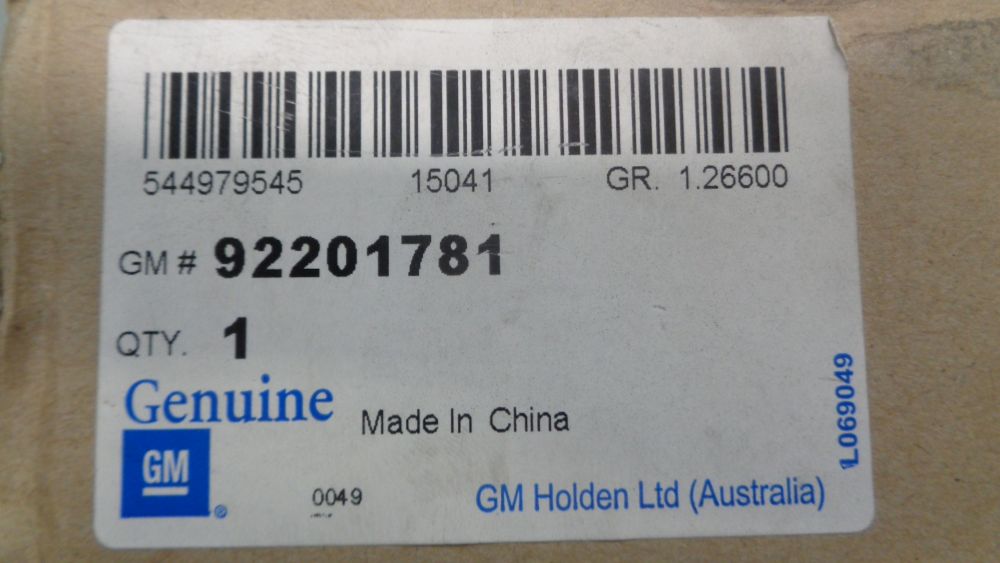 544979545 15041 GR. 1.26600
GM # 92201781
QTY. 1
Genuine
Made In China
GM
®
0049
GM Holden Ltd (Australia)
L069049